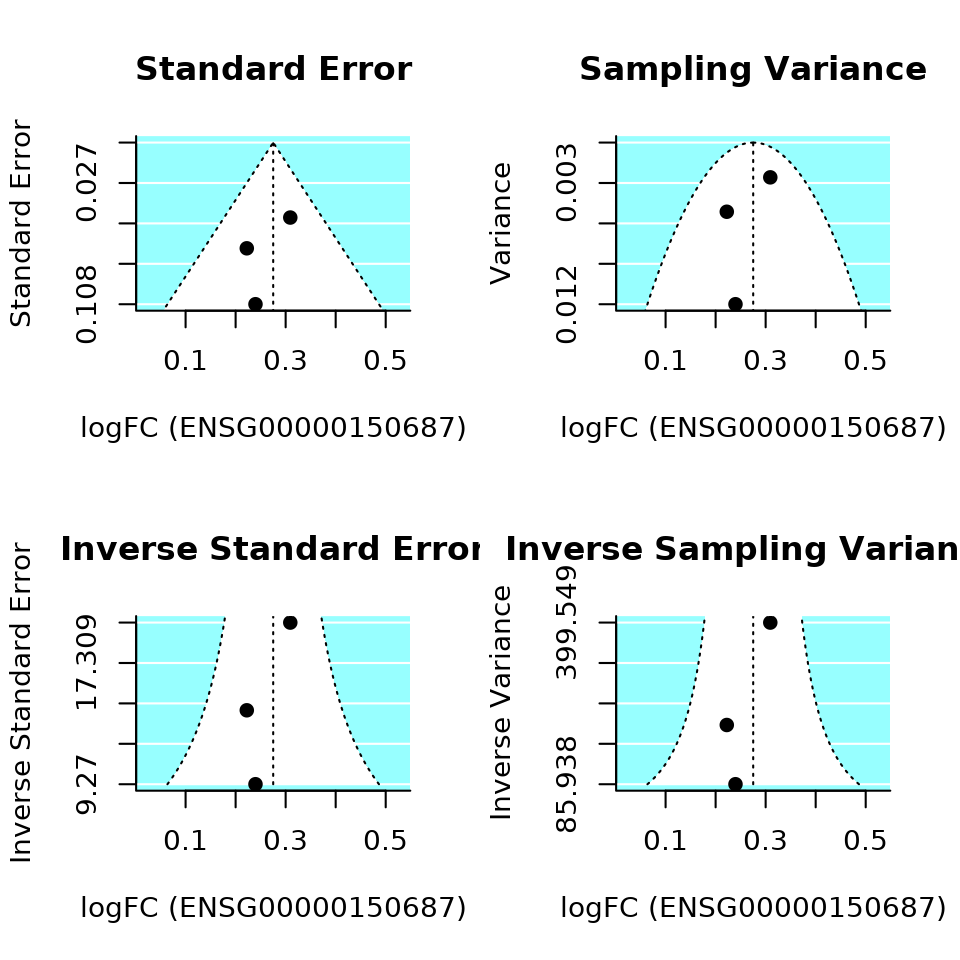 Standard Error
Standard Error
0.027
0.108
0.1 0.3 0.5
logFC (ENSG00000150687)
Sampling Variance
Variance
0.003
0.012
0.1 0.3 0.5
logFC (ENSG00000150687)
Inverse Standard Error
Inverse Standard Error
17.309
9.27
0.1 0.3 0.5
logFC (ENSG00000150687)
Inverse Sampling Varian
Inverse Variance
399.549
85.938
0.1 0.3 0.5
logFC (ENSG00000150687)